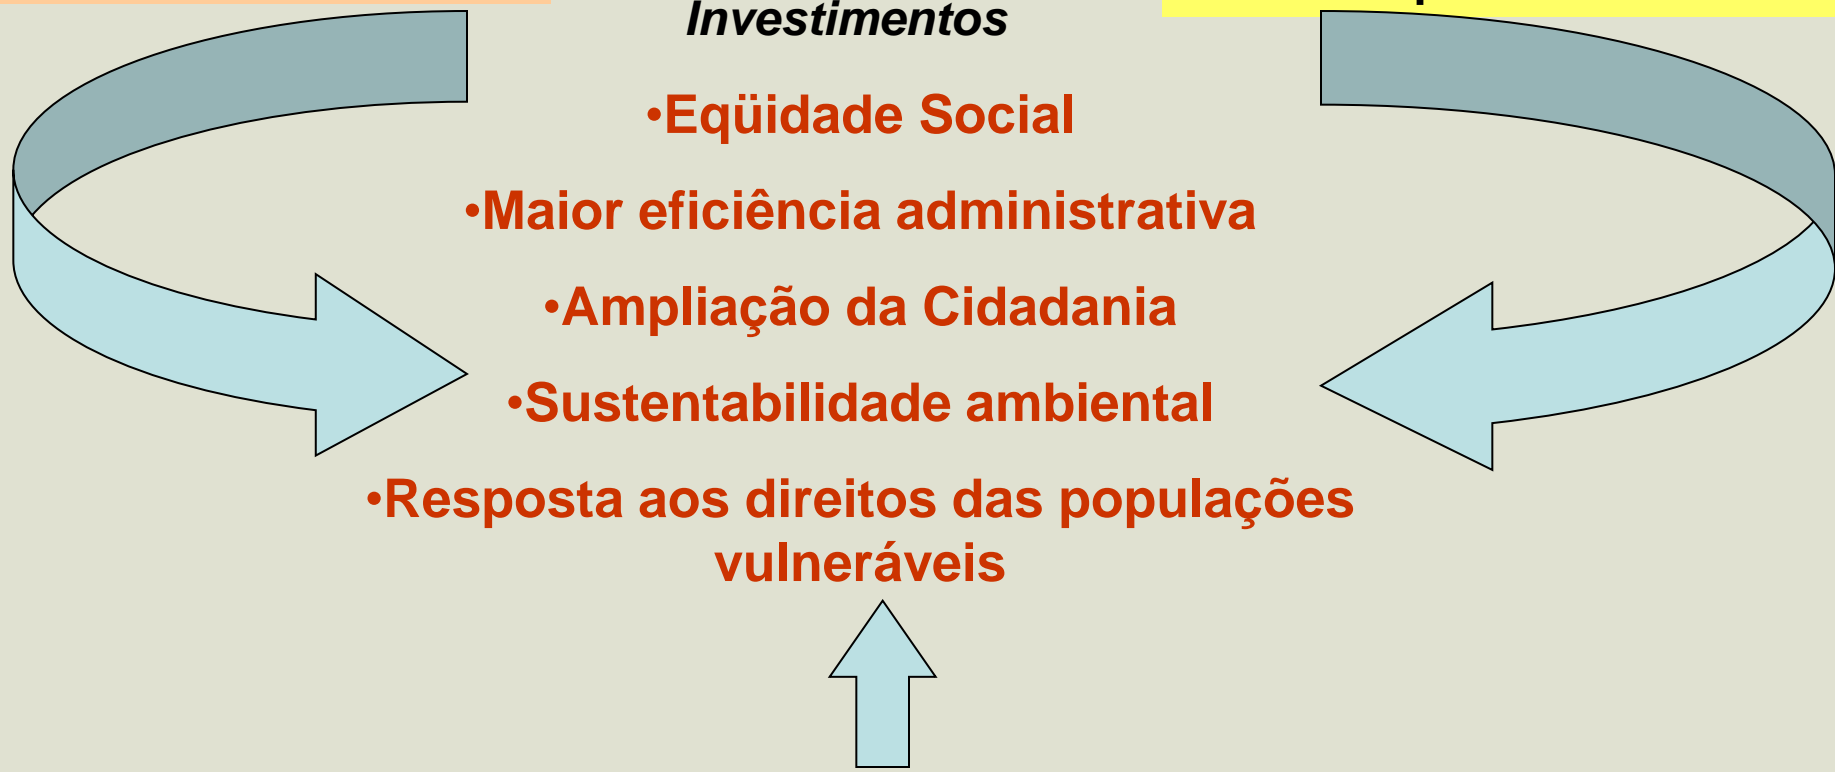 Investimentos
•Eqüidade Social
•Maior eficiência administrativa
•Ampliação da Cidadania
•Sustentabilidade ambiental
•Resposta aos direitos das populações
vulneráveis